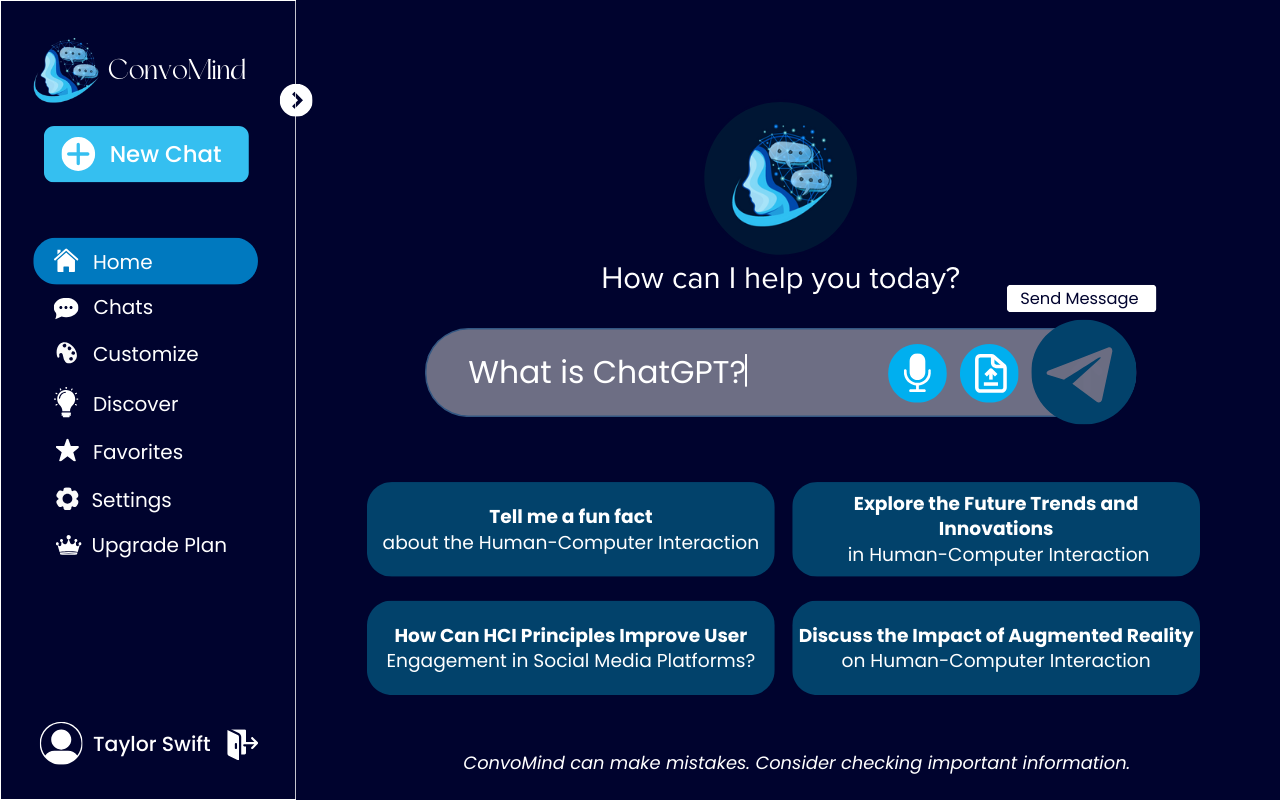 ConvoMind
New Chat
Home
Chats
Customize
Discover
Favorites
Settings
Upgrade Plan
Taylor Swift
How can I help you today?
Send Message
What is ChatGPT?
Tell me a fun fact
about the Human-Computer Interaction
Explore the Future Trends and
Innovations
in Human-Computer Interaction
How Can HCI Principles Improve User
Engagement in Social Media Platforms?
Discuss the Impact of Augmented Reality
on Human-Computer Interaction
ConvoMind can make mistakes. Consider checking important information.